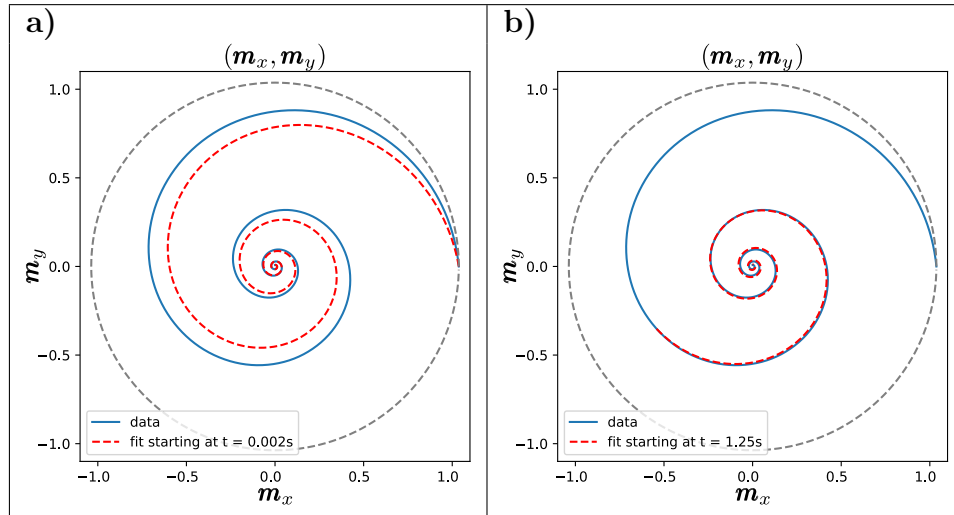 a)
(m_x, m_y)
1.0
0.5
0.0
−0.5
−1.0
m_y
data
fit starting at t = 0.002s
−1.0 −0.5 0.0 0.5 1.0
m_x
b)
(m_x, m_y)
1.0
0.5
0.0
−0.5
−1.0
m_y
data
fit starting at t = 1.25s
−1.0 −0.5 0.0 0.5 1.0
m_x